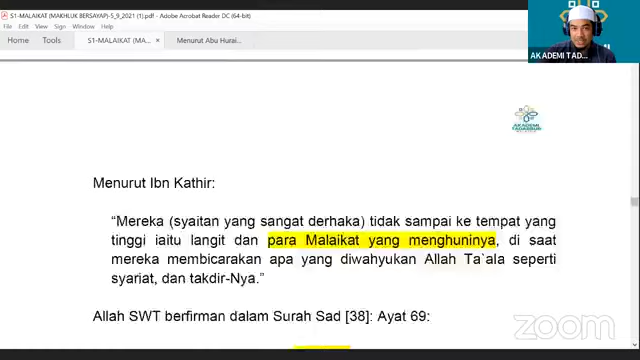 S1-MALAIKAT (MAKHLUK BERSAYAP)-5_9_2021 (1).pdf - Adobe Acrobat Reader DC (64-bit)
File Edit View Sign Window Help
Home Tools S1-MALAIKAT (MA... × Menurut Abu Hurai...
AKADEMI TAD...
AKADEMI
TADABBUR
Menurut Ibn Kathir:
“Mereka (syaitan yang sangat derhaka) tidak sampai ke tempat yang
tinggi iaitu langit dan para Malaikat yang menghuninya, di saat
mereka membicarakan apa yang diwahyukan Allah Ta`ala seperti
syariat, dan takdir-Nya.”
Allah SWT berfirman dalam Surah Sad [38]: Ayat 69:
zoom